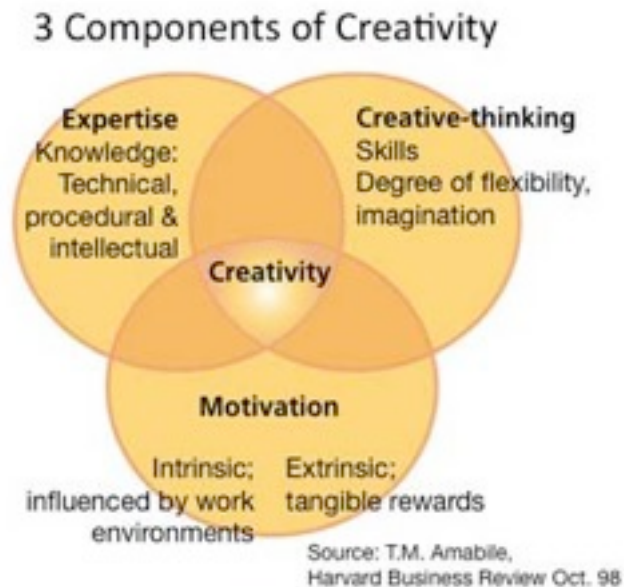 3 Components of Creativity
Expertise
Knowledge:
Technical,
procedural &
intellectual
Creative-thinking
Skills
Degree of flexibility,
imagination
Creativity
Motivation
Intrinsic;
influenced by work
environments
Extrinsic;
tangible rewards
Source: T.M. Amabile,
Harvard Business Review Oct. 98